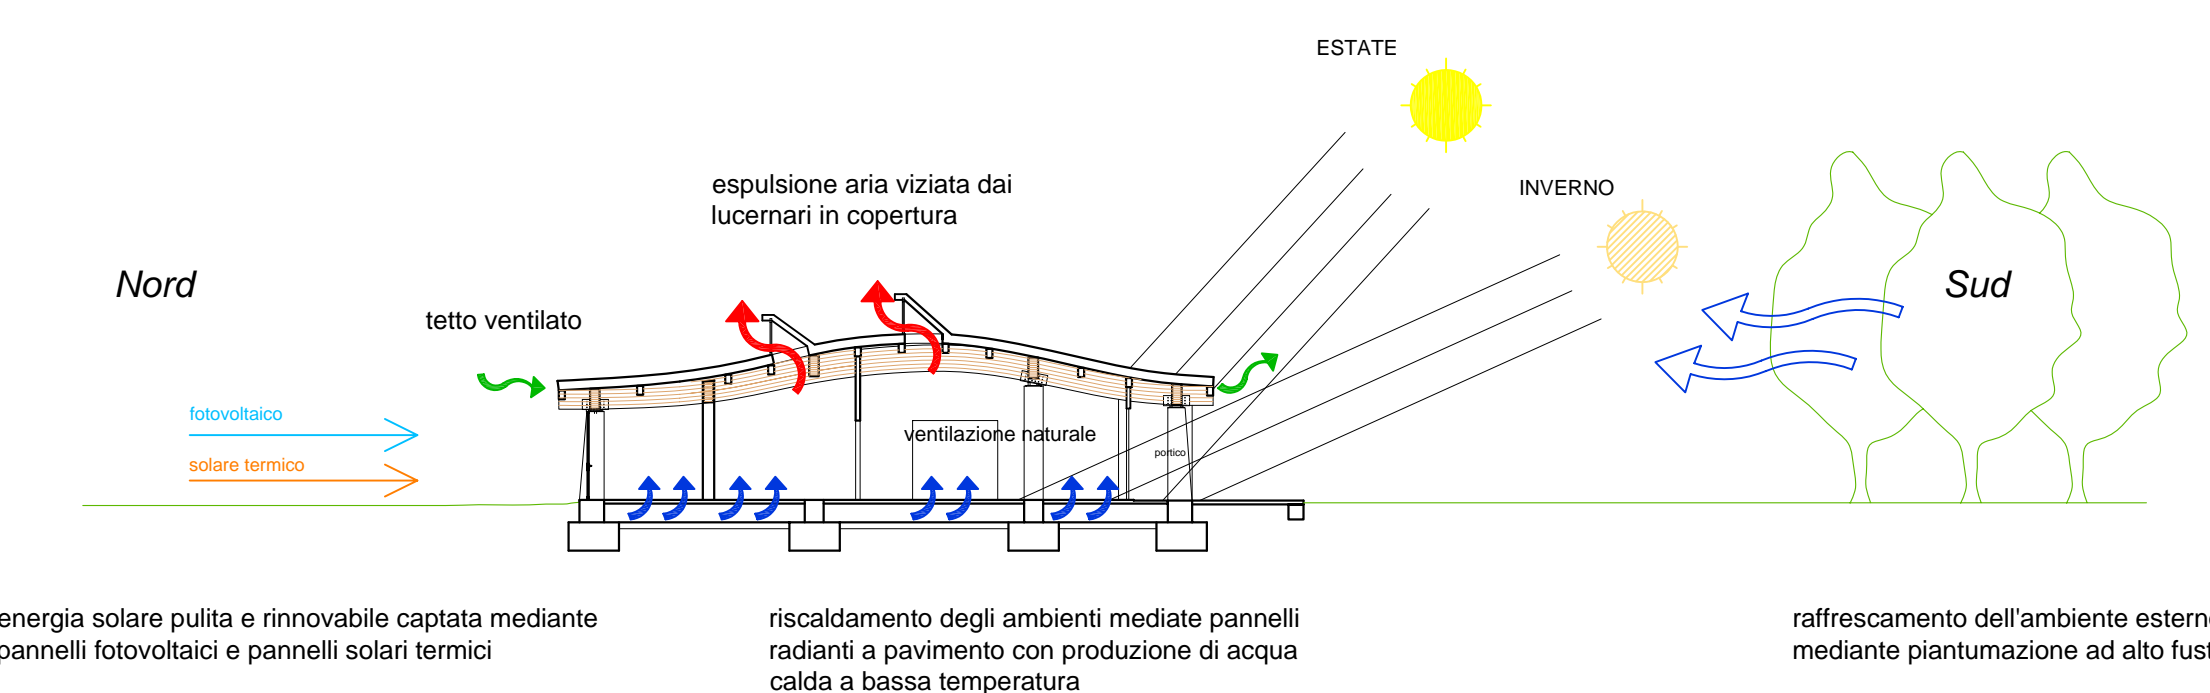 ESTATE
espulsione aria viziata dai
lucernari in copertura
INVERNO
Nord
Sud
tetto ventilato
fotovoltaico
ventilazione naturale
portico
solare termico
energia solare pulita e rinnovabile captata mediante
pannelli fotovoltaici e pannelli solari termici
riscaldamento degli ambienti mediate pannelli
radianti a pavimento con produzione di acqua
calda a bassa temperatura
raffrescamento dell'ambiente estern
mediante piantumazione ad alto fust